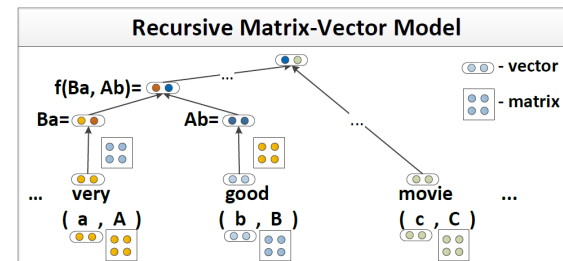 Recursive Matrix-Vector Model
... - vector
f(Ba, Ab)=
- matrix
Ba= Ab= ...
... very good movie ...
( a , A ) ( b , B ) ( c , C )